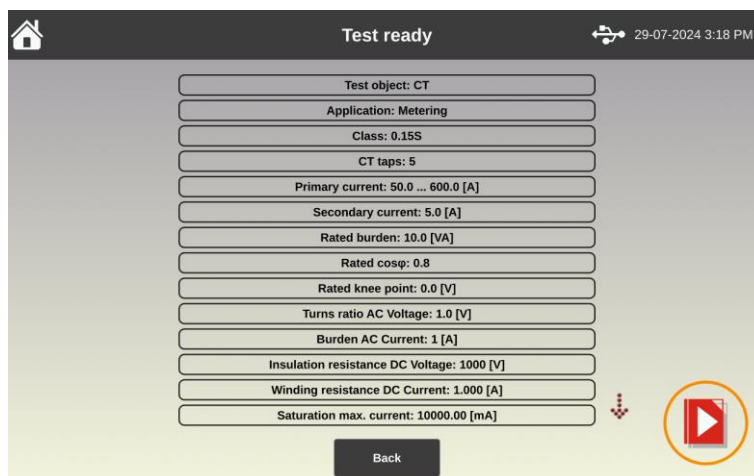 Test ready
29-07-2024 3:18 PM
Test object: CT
Application: Metering
Class: 0.15S
CT taps: 5
Primary current: 50.0 ... 600.0 [A]
Secondary current: 5.0 [A]
Rated burden: 10.0 [VA]
Rated cosφ: 0.8
Rated knee point: 0.0 [V]
Turns ratio AC Voltage: 1.0 [V]
Burden AC Current: 1 [A]
Insulation resistance DC Voltage: 1000 [V]
Winding resistance DC Current: 1.000 [A]
Saturation max. current: 10000.00 [mA]
Back